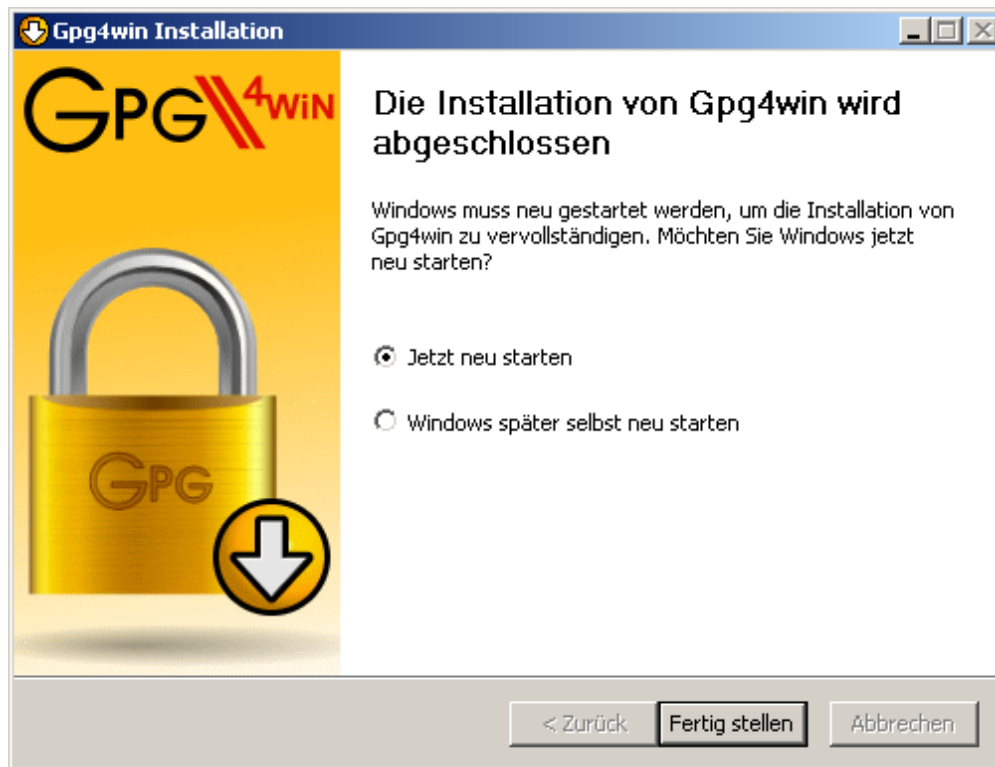 Gpg4win Installation
GPG4WiN
Die Installation von Gpg4win wird
abgeschlossen
Windows muss neu gestartet werden, um die Installation von
Gpg4win zu vervollständigen. Möchten Sie Windows jetzt
neu starten?
Jetzt neu starten
Windows später selbst neu starten
GPG
< Zurück
Fertig stellen
Abbrechen